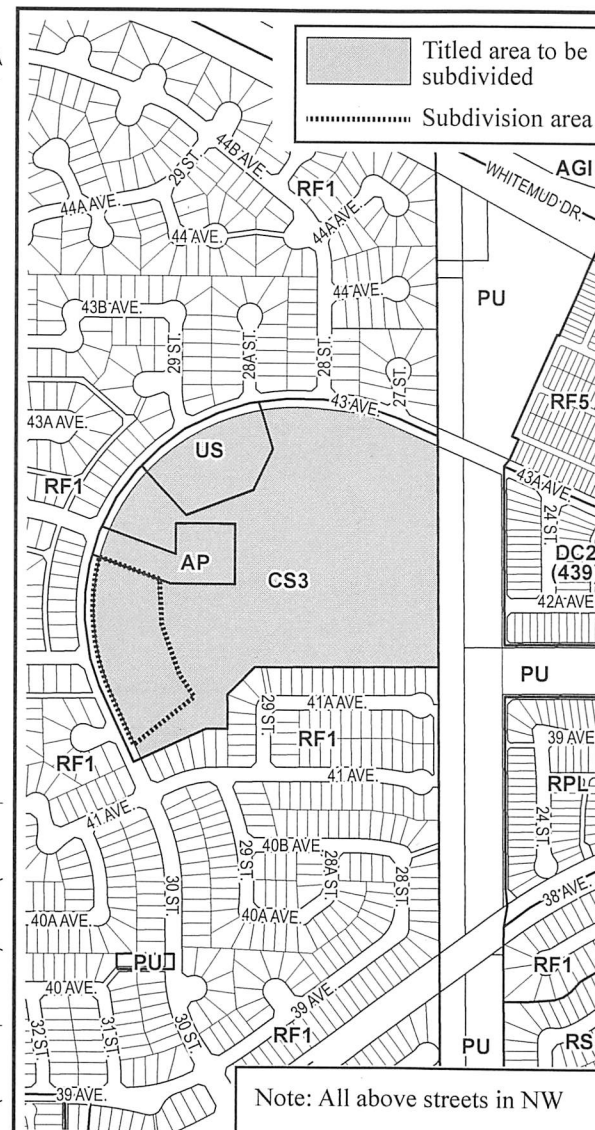 Titled area to be
subdivided
Subdivision area
AGI
WHITEMUD DR.
29 ST.
44B AVE.
RF1
44A AVE.
44A AVE.
44 AVE.
PU
44 AVE.
43B AVE.
29 ST.
28A ST.
28 ST.
27 ST.
RF5
43 AVE.
43A AVE.
US
43A AVE.
RF1
24 ST.
DC2
(439
AP
CS3
42A AVE
PU
29 ST.
41A AVE.
RF1
39 AVE
RF1
41 AVE.
RPL
41 AVE.
24 ST.
30 ST.
29 ST.
40B AVE.
28A ST.
28 ST.
38 AVE.
40A AVE.
40A AVE.
PU
RF1
40 AVE.
39 AVE.
32 ST.
31 ST.
30 ST.
RF1
PU
RS
39 AVE.
Note: All above streets in NW